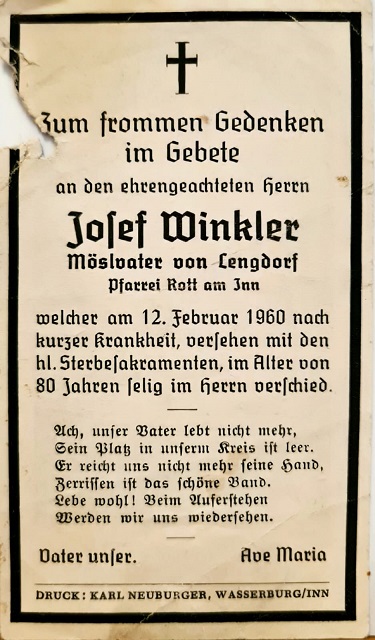 Zum frommen Gedenken
im Gebete
an den ehrengeachteten Herrn
Josef Winkler
Möslvater von Lengdorf
Pfarrei Rott am Inn
welcher am 12. Februar 1960 nach
kurzer Krankheit, versehen mit den
hl. Sterbesakramenten, im Alter von
80 Jahren selig im Herrn verschied.
Ach, unser Vater lebt nicht mehr,
Sein Platz in unserm Kreis ist leer.
Er reicht uns nicht mehr seine Hand,
Zerrissen ist das schöne Band.
Lebe wohl! Beim Auferstehen
Werden wir uns wiedersehen.
Vater unser. Ave Maria
DRUCK: KARL NEUBURGER, WASSERBURG/INN